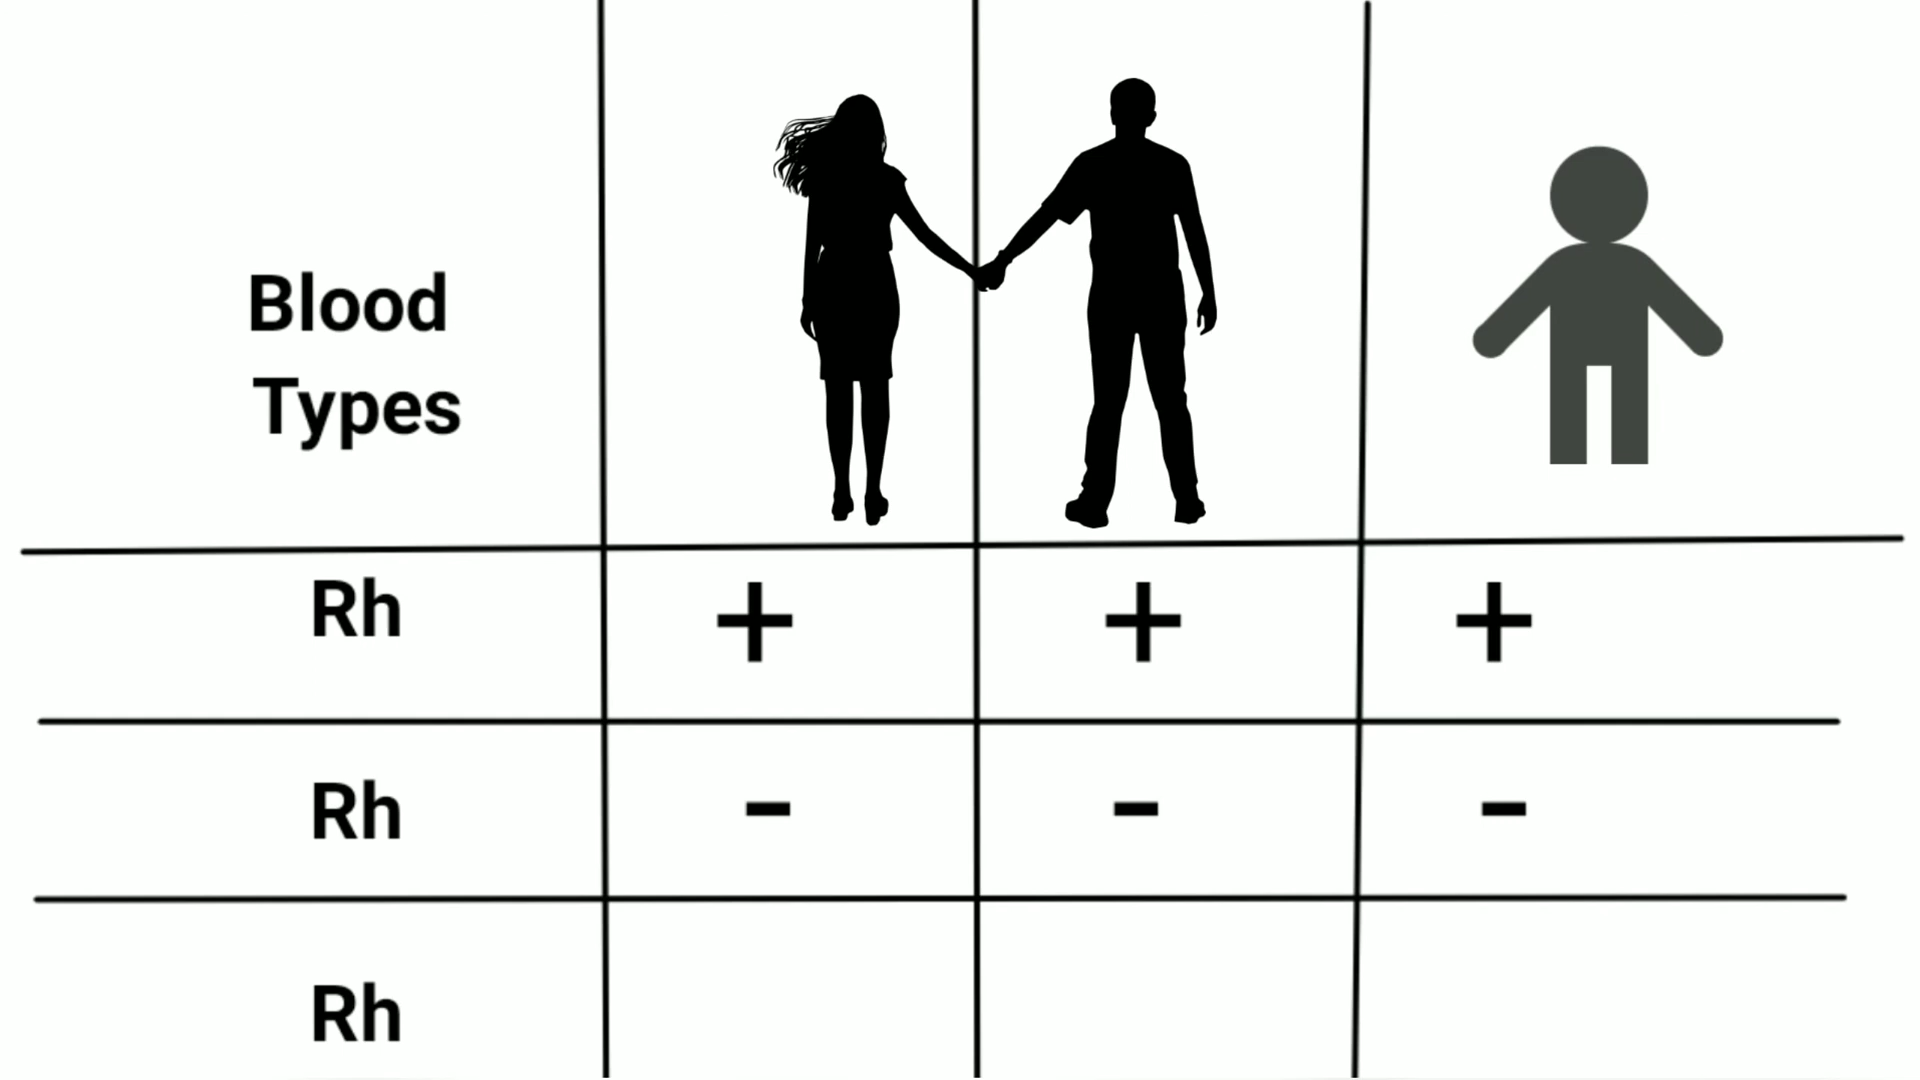 Blood
Types
Rh + + +
Rh - - -
Rh